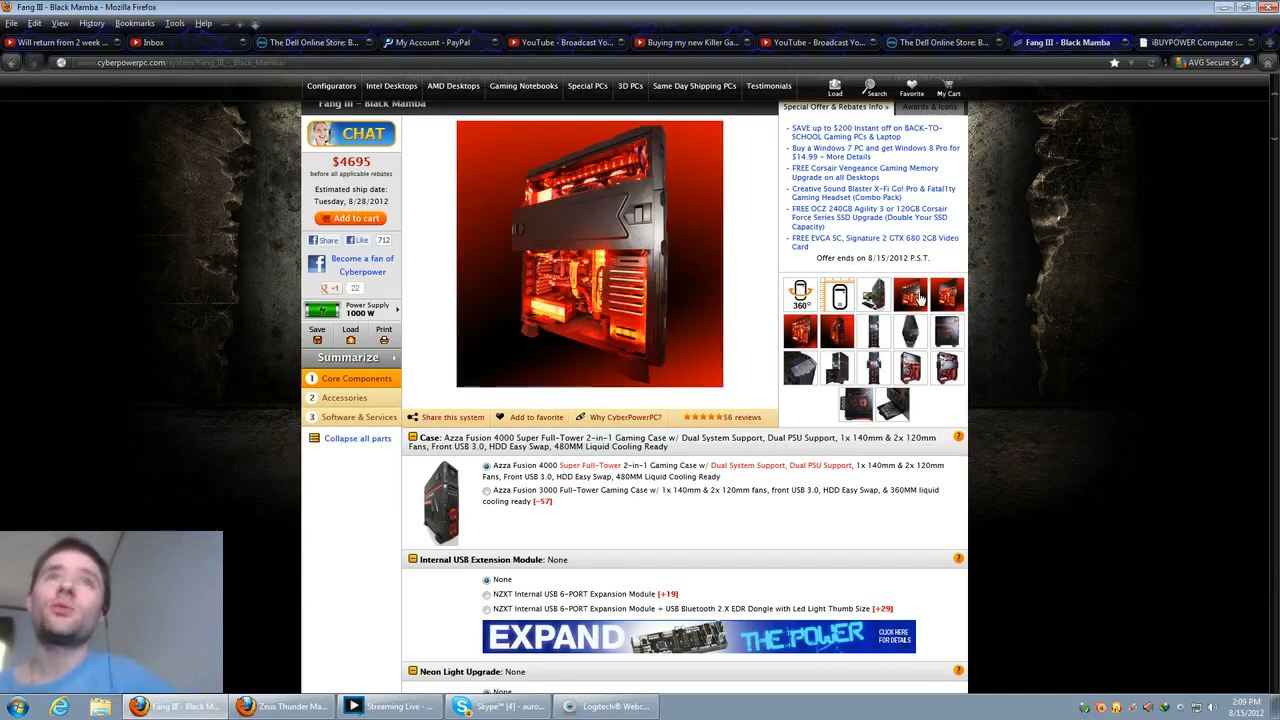 Fang III - Black Mamba - Mozilla Firefox
File Edit View History Bookmarks Tools Help
Will return from 2 week ...
Inbox
The Dell Online Store: B...
My Account - PayPal
YouTube - Broadcast Yo...
Buying my new Killer Ga...
YouTube - Broadcast Yo...
The Dell Online Store: B...
Fang III - Black Mamba
iBUYPOWER Computer : ...
www.cyberpowerpc.com/system/Fang_III_-_Black_Mamba/
AVG Secure Se
Configurators Intel Desktops AMD Desktops Gaming Notebooks Special PCs 3D PCs Same Day Shipping PCs Testimonials
Load Search Favorite My Cart
Fang III - Black Mamba
CHAT
$4695
before all applicable rebates
Estimated ship date:
Tuesday, 8/28/2012
Add to cart
Share Like 712
Become a fan of
Cyberpower
+1 22
Power Supply
1000 W
Save Load Print
Summarize
1 Core Components
2 Accessories
3 Software & Services
Collapse all parts
Special Offer & Rebates Info » Awards & Icons
SAVE up to $200 Instant off on BACK-TO-
SCHOOL Gaming PCs & Laptop
Buy a Windows 7 PC and get Windows 8 Pro for
$14.99 - More Details
FREE Corsair Vengeance Gaming Memory
Upgrade on all Desktops
Creative Sound Blaster X-Fi Go! Pro & Fatal1ty
Gaming Headset (Combo Pack)
FREE OCZ 240GB Agility 3 or 120GB Corsair
Force Series SSD Upgrade (Double Your SSD
Capacity)
FREE EVGA SC, Signature 2 GTX 680 2GB Video
Card
Offer ends on 8/15/2012 P.S.T.
360°
Share this system Add to favorite Why CyberPowerPC? 56 reviews
Case: Azza Fusion 4000 Super Full-Tower 2-in-1 Gaming Case w/ Dual System Support, Dual PSU Support, 1x 140mm & 2x 120mm
Fans, Front USB 3.0, HDD Easy Swap, 480MM Liquid Cooling Ready
Azza Fusion 4000 Super Full-Tower 2-in-1 Gaming Case w/ Dual System Support, Dual PSU Support, 1x 140mm & 2x 120mm
Fans, Front USB 3.0, HDD Easy Swap, 480MM Liquid Cooling Ready
Azza Fusion 3000 Full-Tower Gaming Case w/ 1x 140mm & 2x 120mm fans, front USB 3.0, HDD Easy Swap, & 360MM liquid
cooling ready [-57]
Internal USB Extension Module: None
None
NZXT Internal USB 6-PORT Expansion Module [+19]
NZXT Internal USB 6-PORT Expansion Module + USB Bluetooth 2.X EDR Dongle with Led Light Thumb Size [+29]
EXPAND THE POWER CLICK HERE
FOR DETAILS
Neon Light Upgrade: None
None
Fang III - Black M...
Zeus Thunder Ma...
Streaming Live - ...
Skype™ [4] - auro...
Logitech® Webc...
2:09 PM
8/15/2012